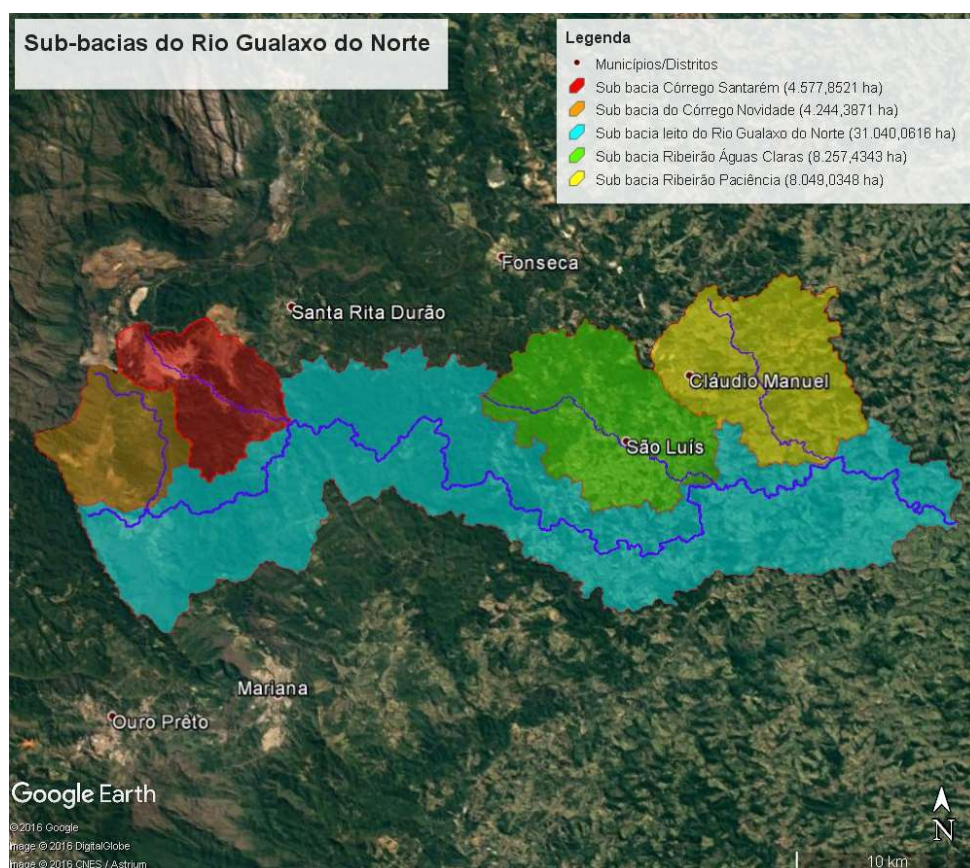 Sub-bacias do Rio Gualaxo do Norte
Legenda
Municípios/Distritos
Sub bacia Córrego Santarém (4.577,8521 ha)
Sub bacia do Córrego Novidade (4.244,3871 ha)
Sub bacia leito do Rio Gualaxo do Norte (31.040,0616 ha)
Sub bacia Ribeirão Águas Claras (8.257,4343 ha)
Sub bacia Ribeirão Paciência (8.049,0348 ha)
Fonseca
Santa Rita Durão
Cláudio Manuel
São Luís
Mariana
Ouro Prêto
Google Earth
©2016 Google
Image © 2016 DigitalGlobe
Image © 2016 CNES / Astrium
N
10 km